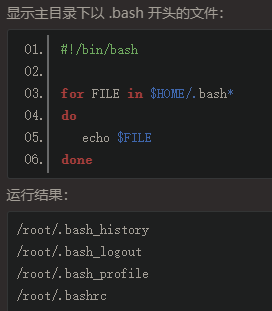 显示主目录下以 .bash 开头的文件：
01. #!/bin/bash
02.
03. for FILE in $HOME/.bash*
04. do
05. echo $FILE
06. done
运行结果：
/root/.bash_history
/root/.bash_logout
/root/.bash_profile
/root/.bashrc